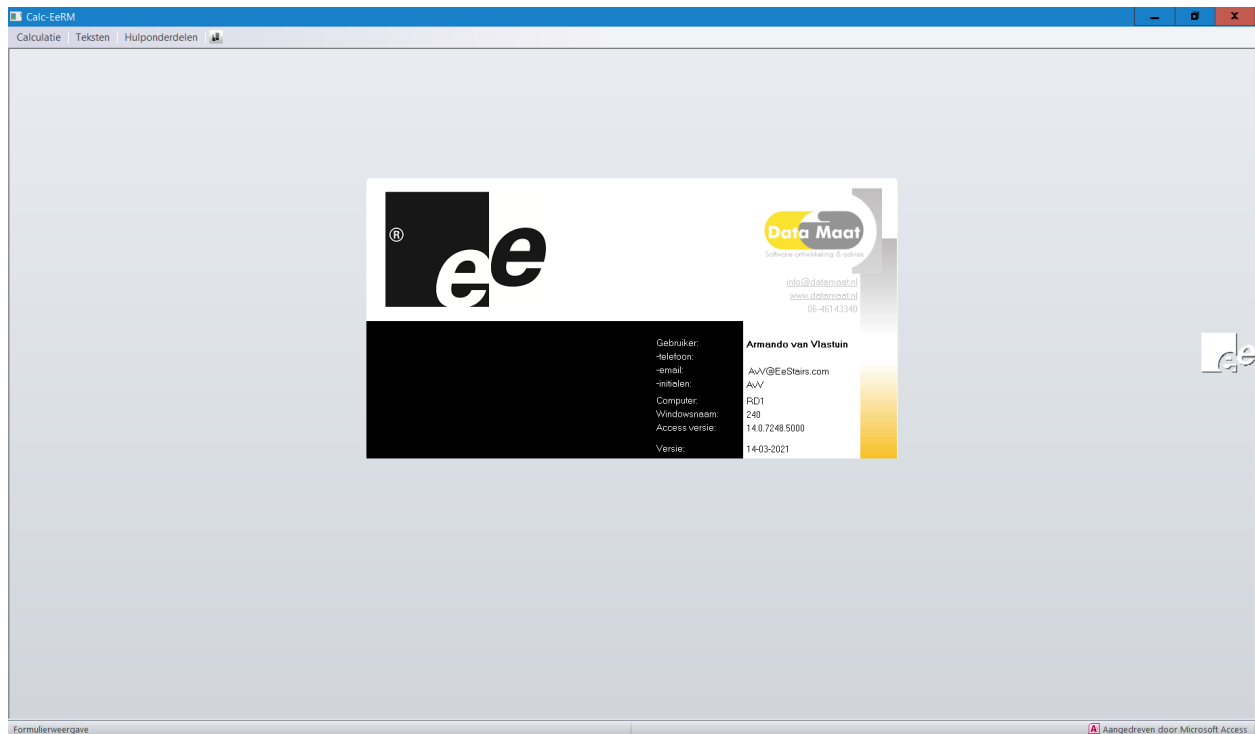 Calc-EeRM
Calculatie Teksten Hulponderdelen
® ee
Data Maat
Software ontwikkeling & advies
info@datamaat.nl
www.datamaat.nl
06-46143340
Gebruiker: Armando van Vlastuin
-telefoon:
-email: AvV@EeStairs.com
-initialen: AvV
Computer: RD1
Windowsnaam: 240
Access versie: 14.0.7248.5000
Versie: 14-03-2021
ee
Formulierweergave
A Aangedreven door Microsoft Access